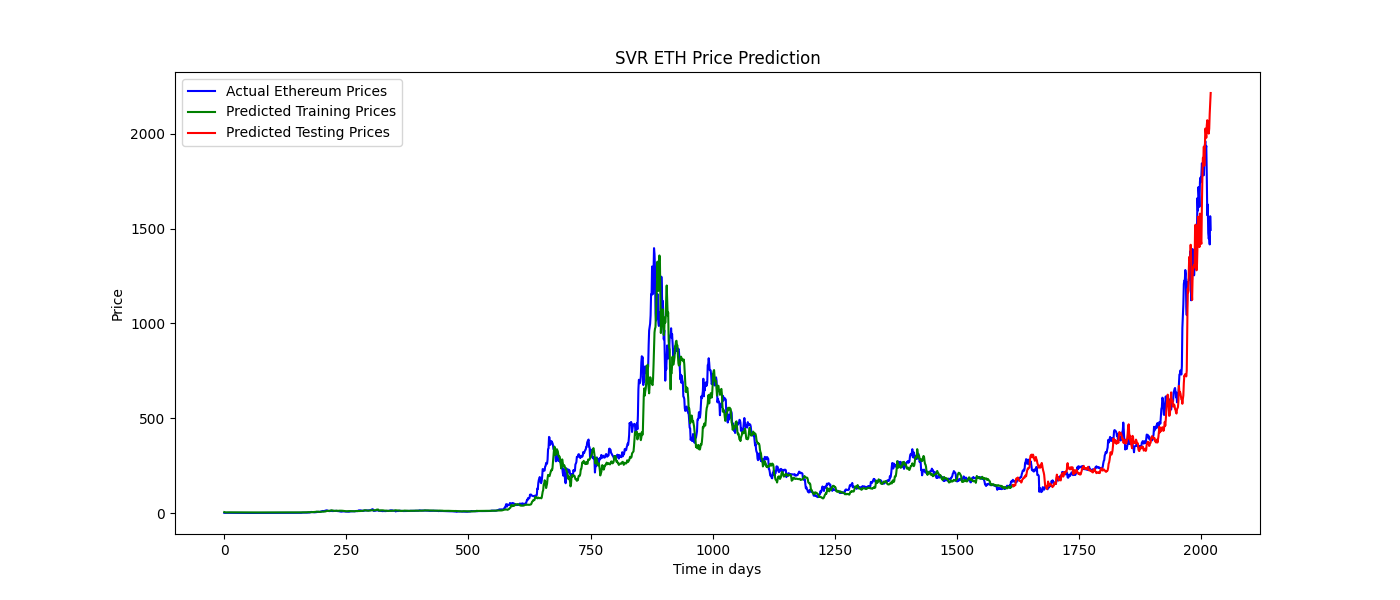 SVR ETH Price Prediction
Actual Ethereum Prices
Predicted Training Prices
Predicted Testing Prices
2000
1500
1000
500
0
Price
0 250 500 750 1000 1250 1500 1750 2000
Time in days